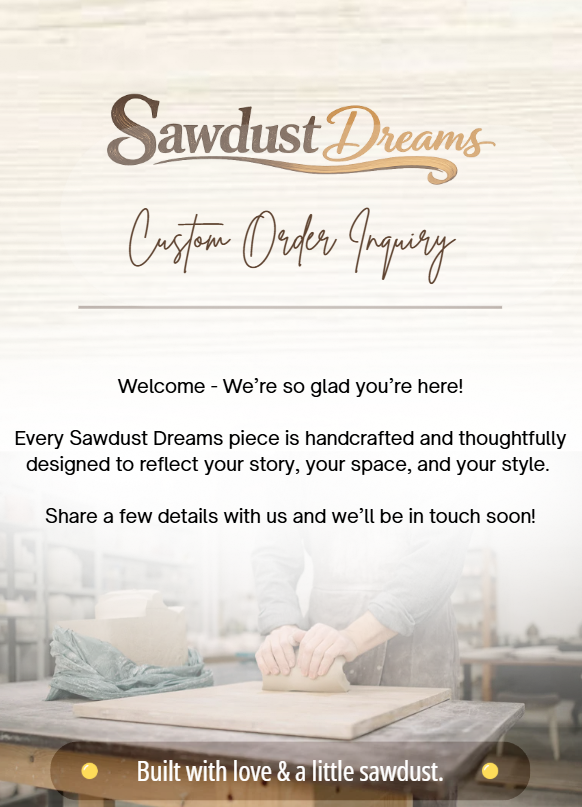 Sawdust Dreams
Custom Order Inquiry
Welcome - We’re so glad you’re here!
Every Sawdust Dreams piece is handcrafted and thoughtfully
designed to reflect your story, your space, and your style.
Share a few details with us and we’ll be in touch soon!
Built with love & a little sawdust.